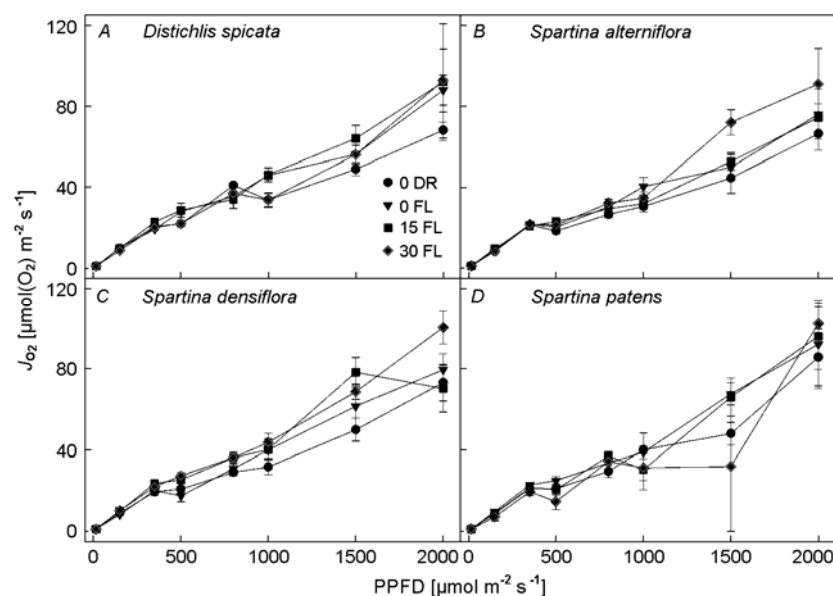 A Distichlis spicata
B Spartina alterniflora
120
80
40
0
0 DR
0 FL
15 FL
30 FL
C Spartina densiflora
D Spartina patens
120
80
40
0
0 500 1000 1500 2000
0 500 1000 1500 2000
JO2 [µmol(O2) m-2 s-1]
PPFD [µmol m-2 s-1]